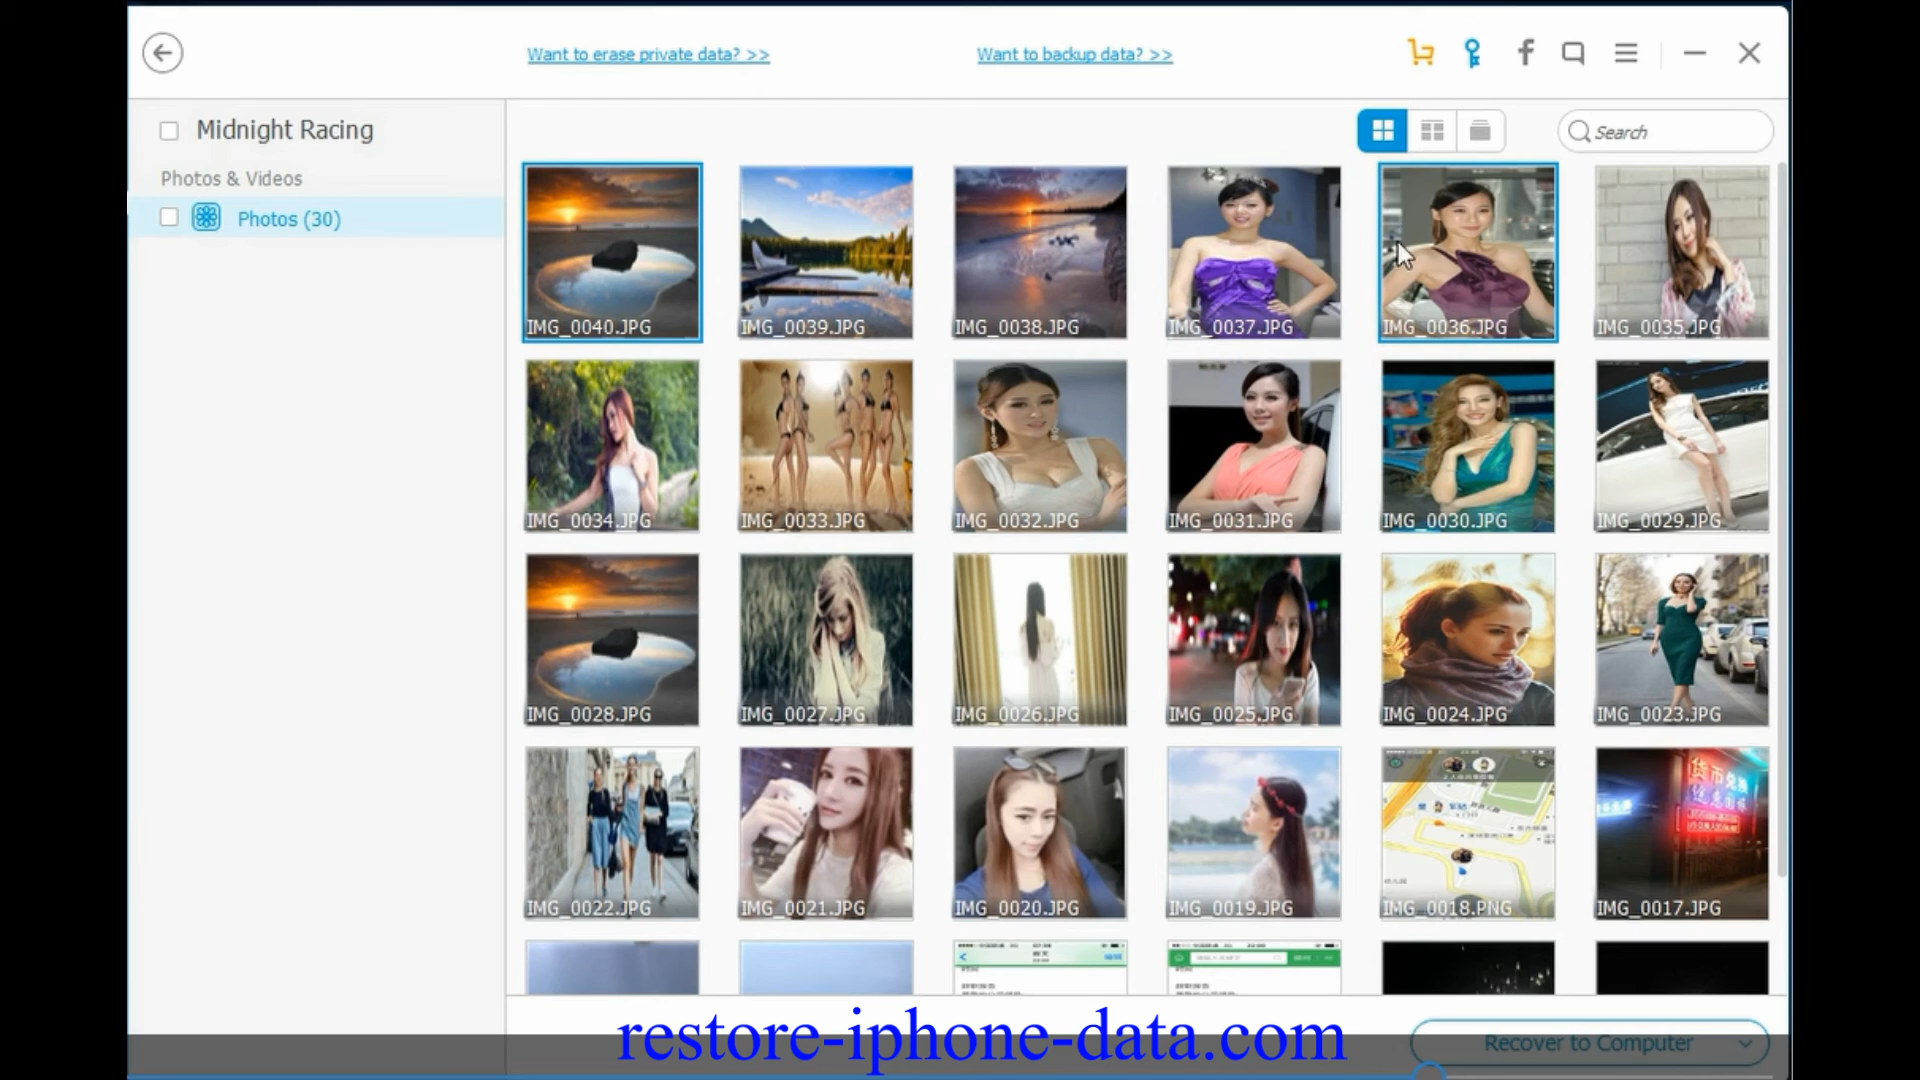 Want to erase private data? >>
Want to backup data? >>
Midnight Racing
Search
Photos & Videos
Photos (30)
IMG_0040.JPG
IMG_0039.JPG
IMG_0038.JPG
IMG_0037.JPG
IMG_0036.JPG
IMG_0035.JPG
IMG_0034.JPG
IMG_0033.JPG
IMG_0032.JPG
IMG_0031.JPG
IMG_0030.JPG
IMG_0029.JPG
IMG_0028.JPG
IMG_0027.JPG
IMG_0026.JPG
IMG_0025.JPG
IMG_0024.JPG
IMG_0023.JPG
IMG_0022.JPG
IMG_0021.JPG
IMG_0020.JPG
IMG_0019.JPG
IMG_0018.PNG
IMG_0017.JPG
restore-iphone-data.com
Recover to Computer